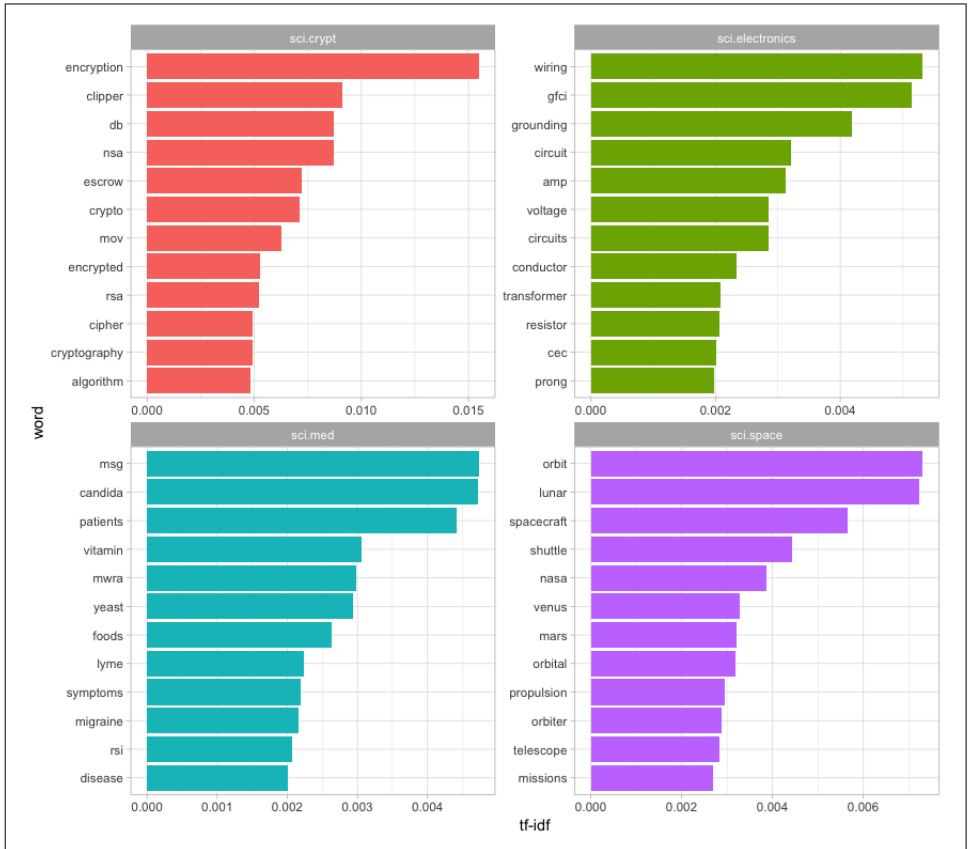 sci.crypt
encryption
clipper
db
nsa
escrow
crypto
mov
encrypted
rsa
cipher
cryptography
algorithm
0.000 0.005 0.010 0.015
sci.electronics
wiring
gfci
grounding
circuit
amp
voltage
circuits
conductor
transformer
resistor
cec
prong
0.000 0.002 0.004
word
sci.med
msg
candida
patients
vitamin
mwra
yeast
foods
lyme
symptoms
migraine
rsi
disease
0.000 0.001 0.002 0.003 0.004
sci.space
orbit
lunar
spacecraft
shuttle
nasa
venus
mars
orbital
propulsion
orbiter
telescope
missions
0.000 0.002 0.004 0.006
tf-idf